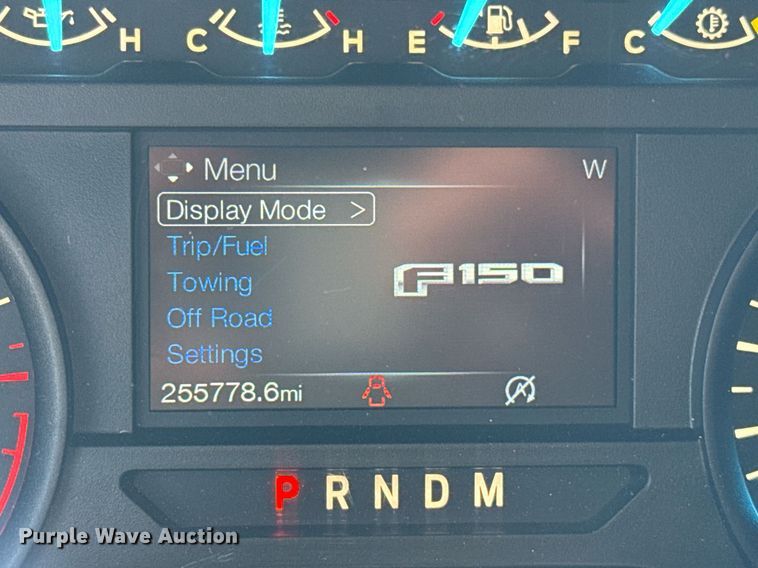 H C H E F C
Menu W
Display Mode >
Trip/Fuel
F150
Towing
Off Road
Settings
255778.6mi
P R N D M
Purple Wave Auction